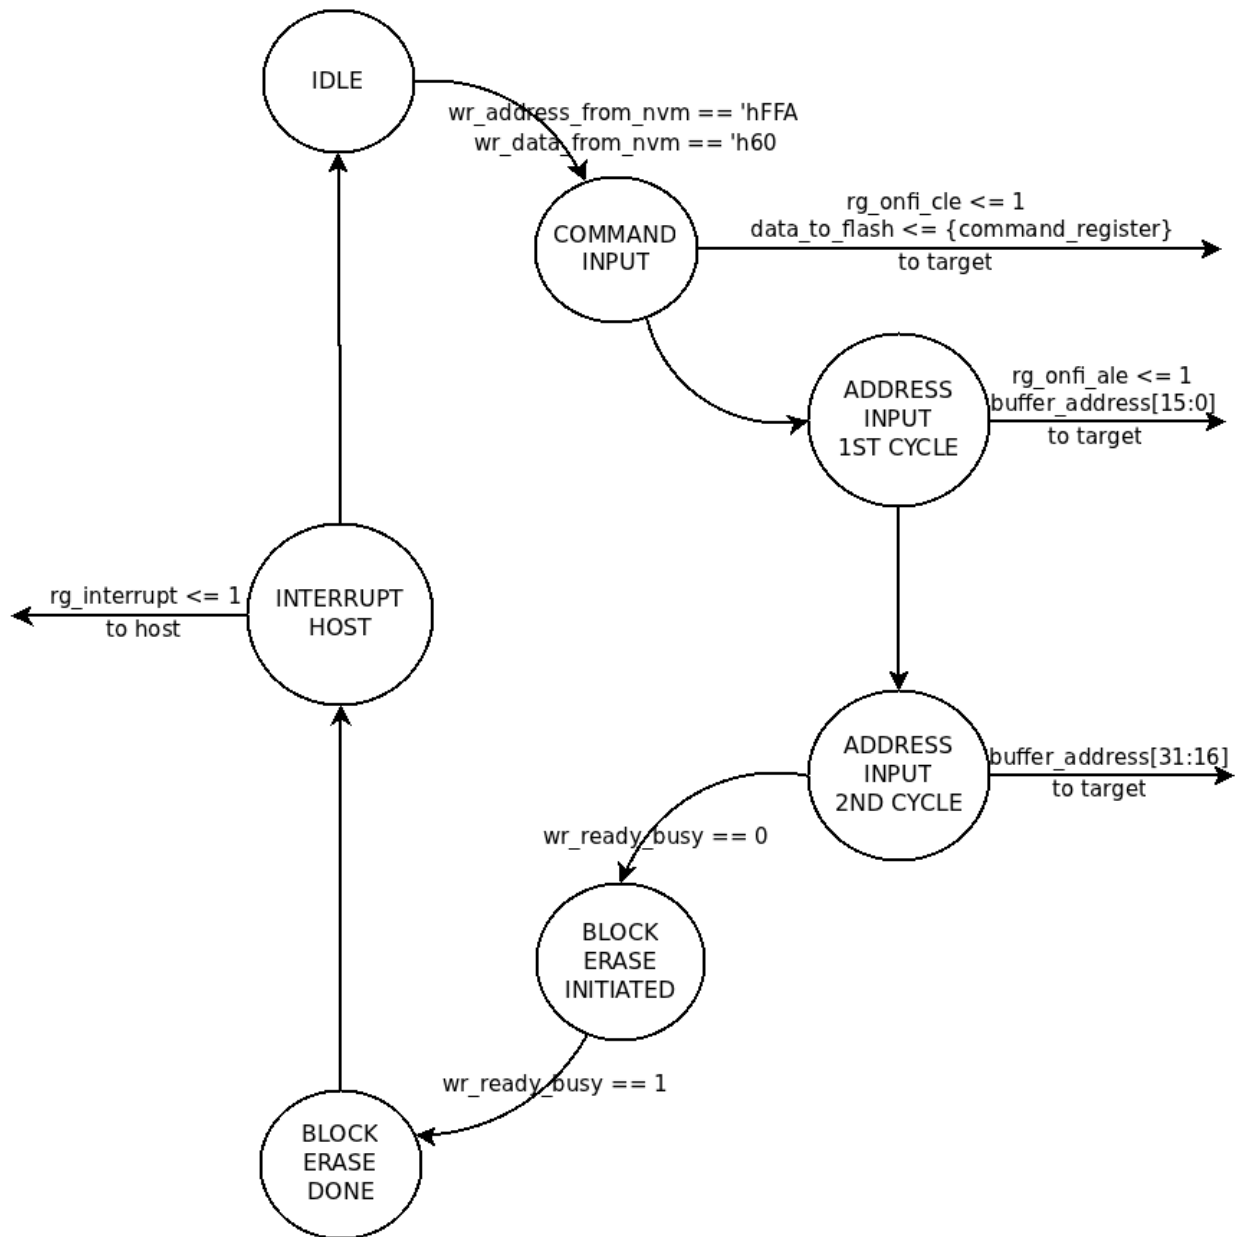 IDLE
wr_address_from_nvm == 'hFFA
wr_data_from_nvm == 'h60
COMMAND
INPUT
rg_onfi_cle <= 1
data_to_flash <= {command_register}
to target
ADDRESS
INPUT
1ST CYCLE
rg_onfi_ale <= 1
buffer_address[15:0]
to target
rg_interrupt <= 1
to host
INTERRUPT
HOST
ADDRESS
INPUT
2ND CYCLE
buffer_address[31:16]
to target
wr_ready_busy == 0
BLOCK
ERASE
INITIATED
wr_ready_busy == 1
BLOCK
ERASE
DONE